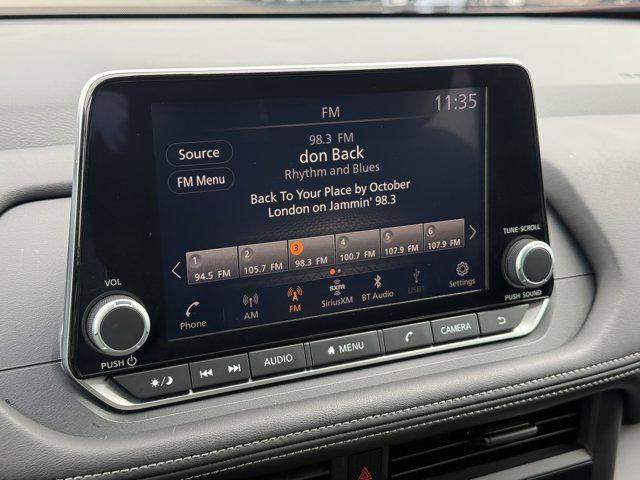 11:35
FM
98.3 FM
don Back
Rhythm and Blues
Source
FM Menu
Back To Your Place by October
London on Jammin' 98.3
1 2 3 4 5 6
94.5 FM 105.7 FM 98.3 FM 100.7 FM 107.9 FM 107.9 FM
Phone AM FM sxm SiriusXM BT Audio USB1 Settings
VOL
PUSH
TUNE·SCROLL
PUSH SOUND
AUDIO MENU CAMERA